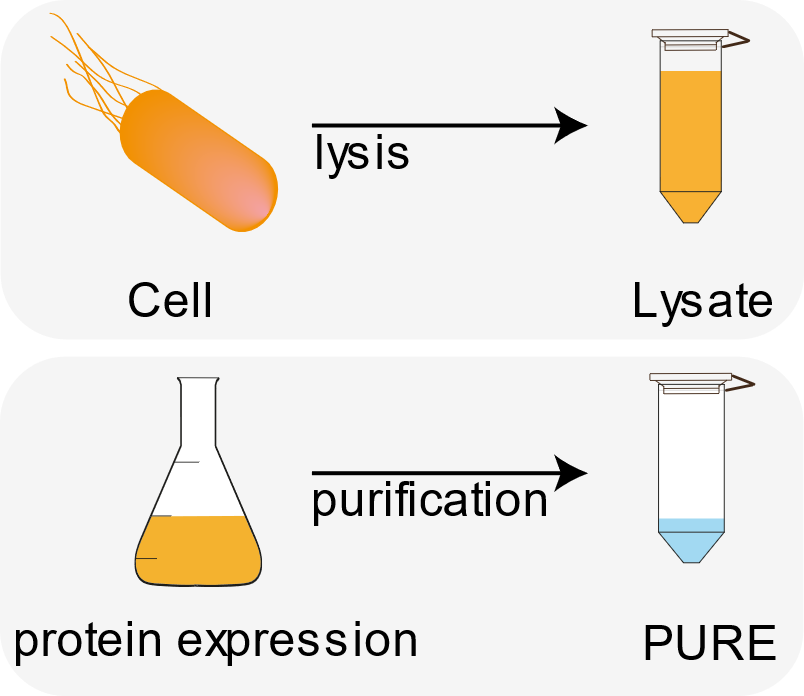 lysis
Cell
Lysate
purification
protein expression
PURE